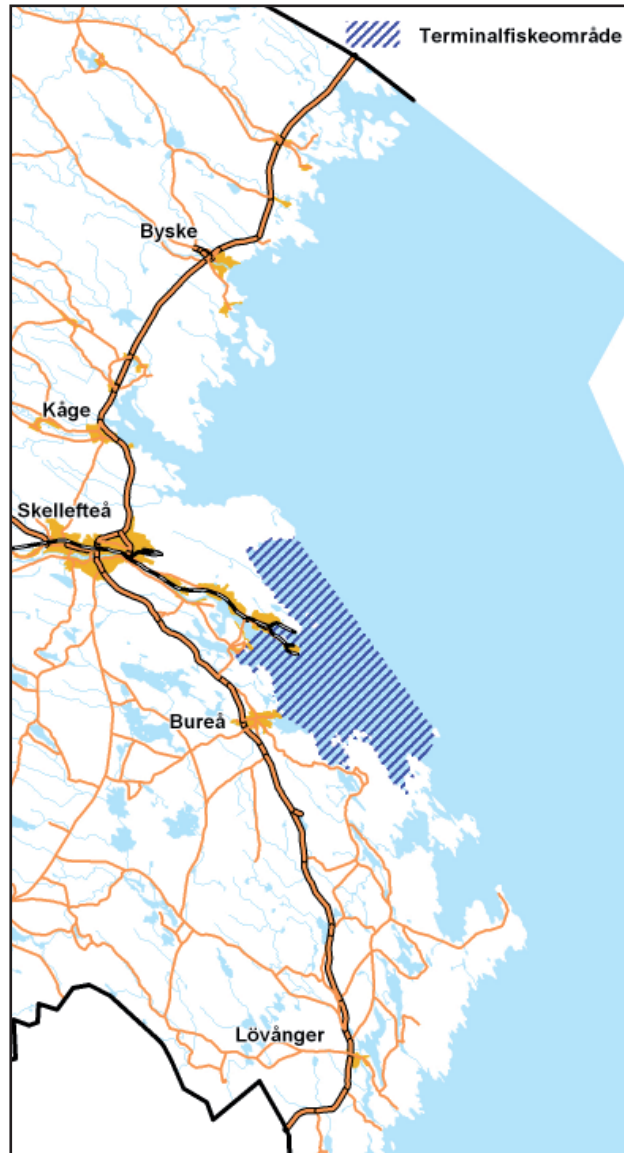 Terminalfiskeområde
Byske
Kåge
Skellefteå
Bureå
Lövånger